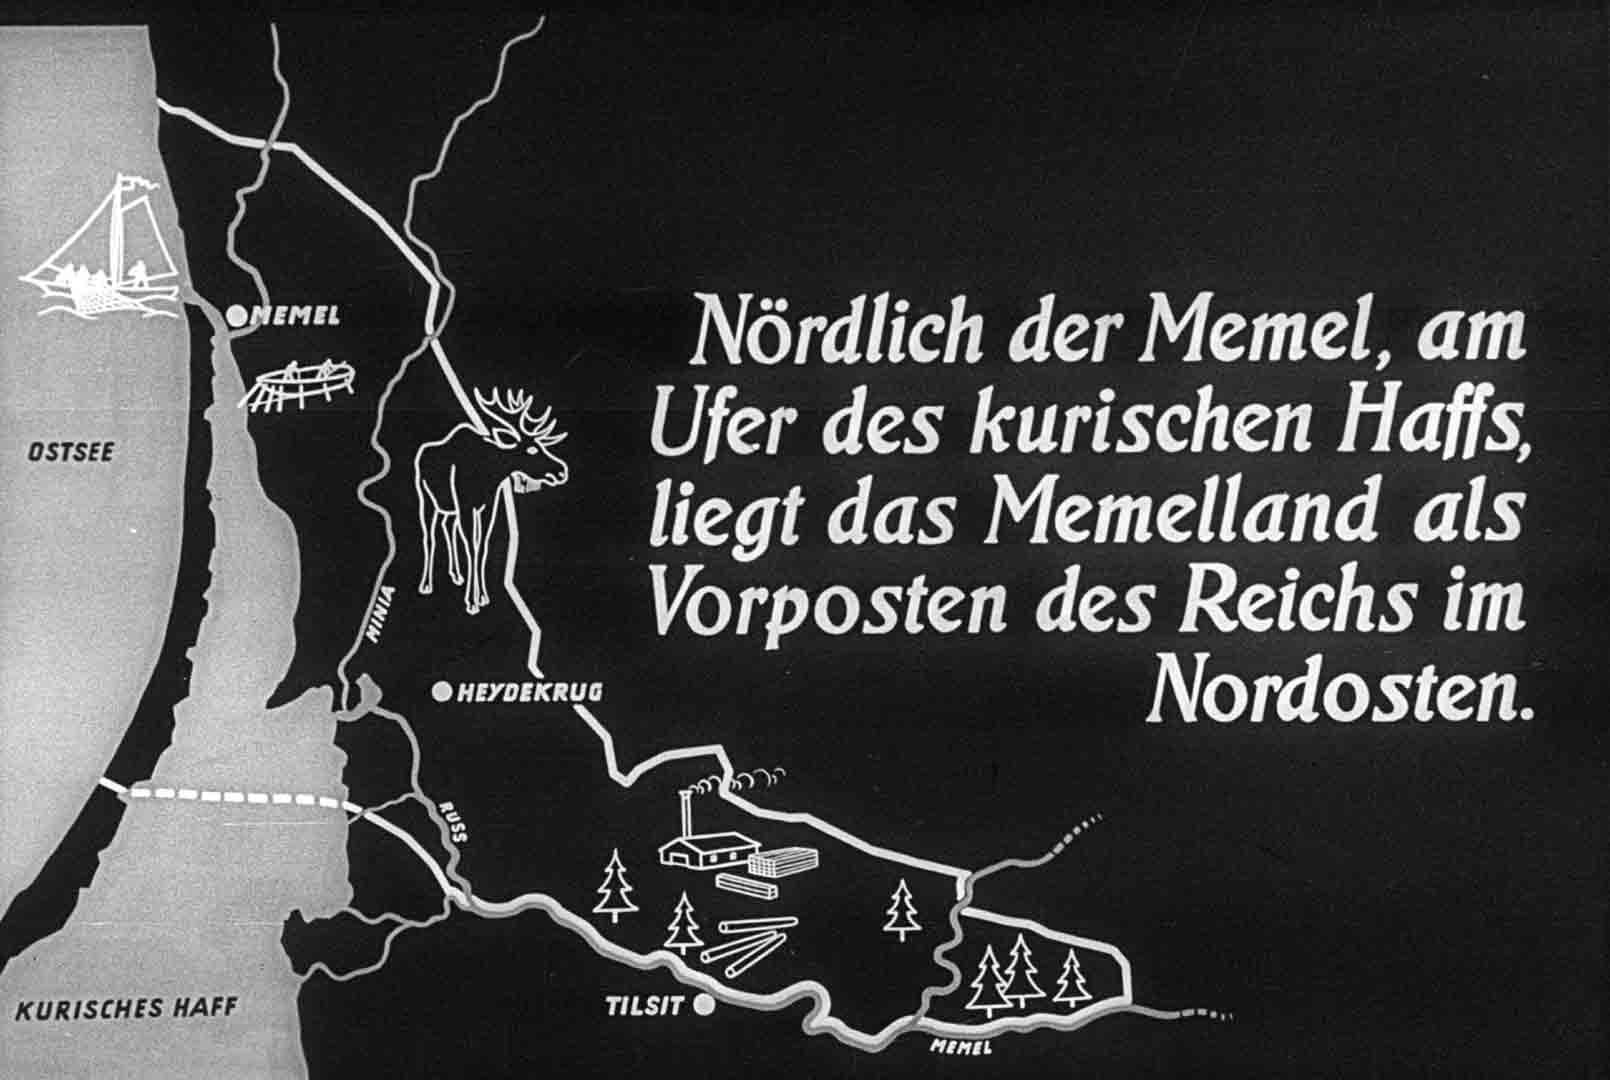 MEMEL
OSTSEE
MINIA
HEYDEKRUG
RUSS
TILSIT
KURISCHES HAFF
MEMEL
Nördlich der Memel, am
Ufer des kurischen Haffs,
liegt das Memelland als
Vorposten des Reichs im
Nordosten.